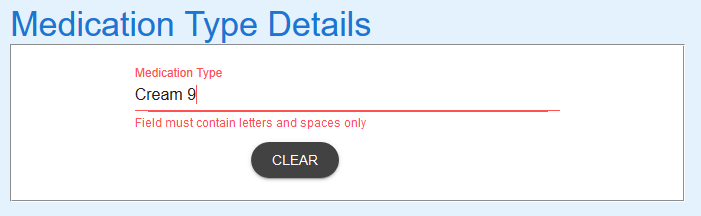 Medication Type Details
Medication Type
Cream 9
Field must contain letters and spaces only
CLEAR